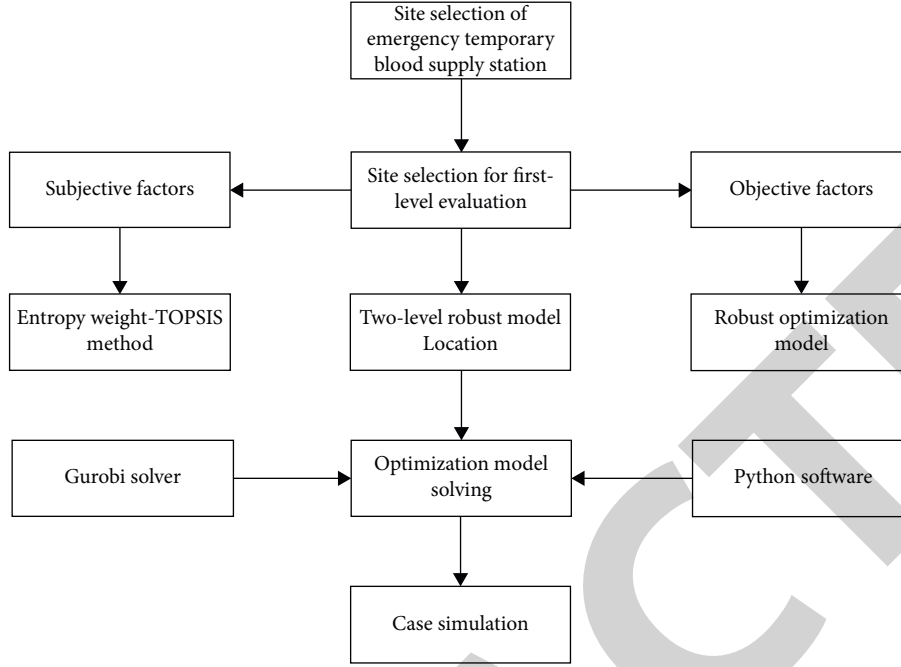 Site selection of
emergency temporary
blood supply station
Subjective factors
Site selection for first-
level evaluation
Objective factors
Entropy weight-TOPSIS
method
Two-level robust model
Location
Robust optimization
model
Gurobi solver
Optimization model
solving
Python software
Case simulation